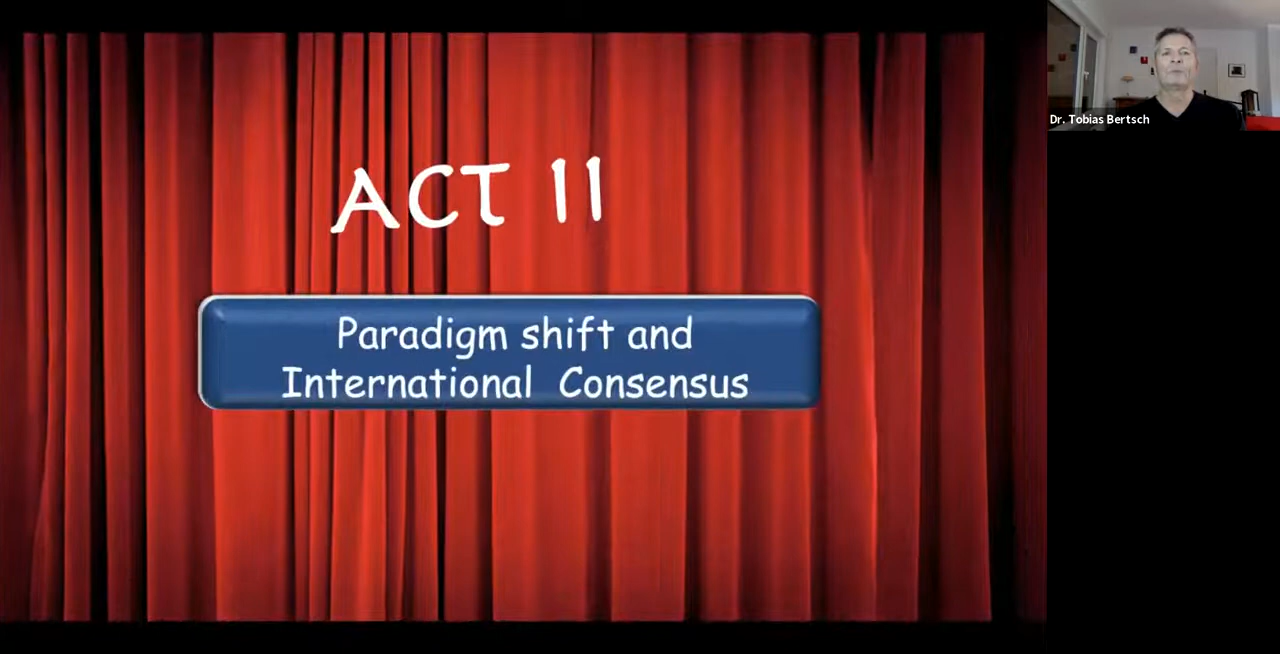 ACT II
Paradigm shift and
International Consensus
Dr. Tobias Bertsch